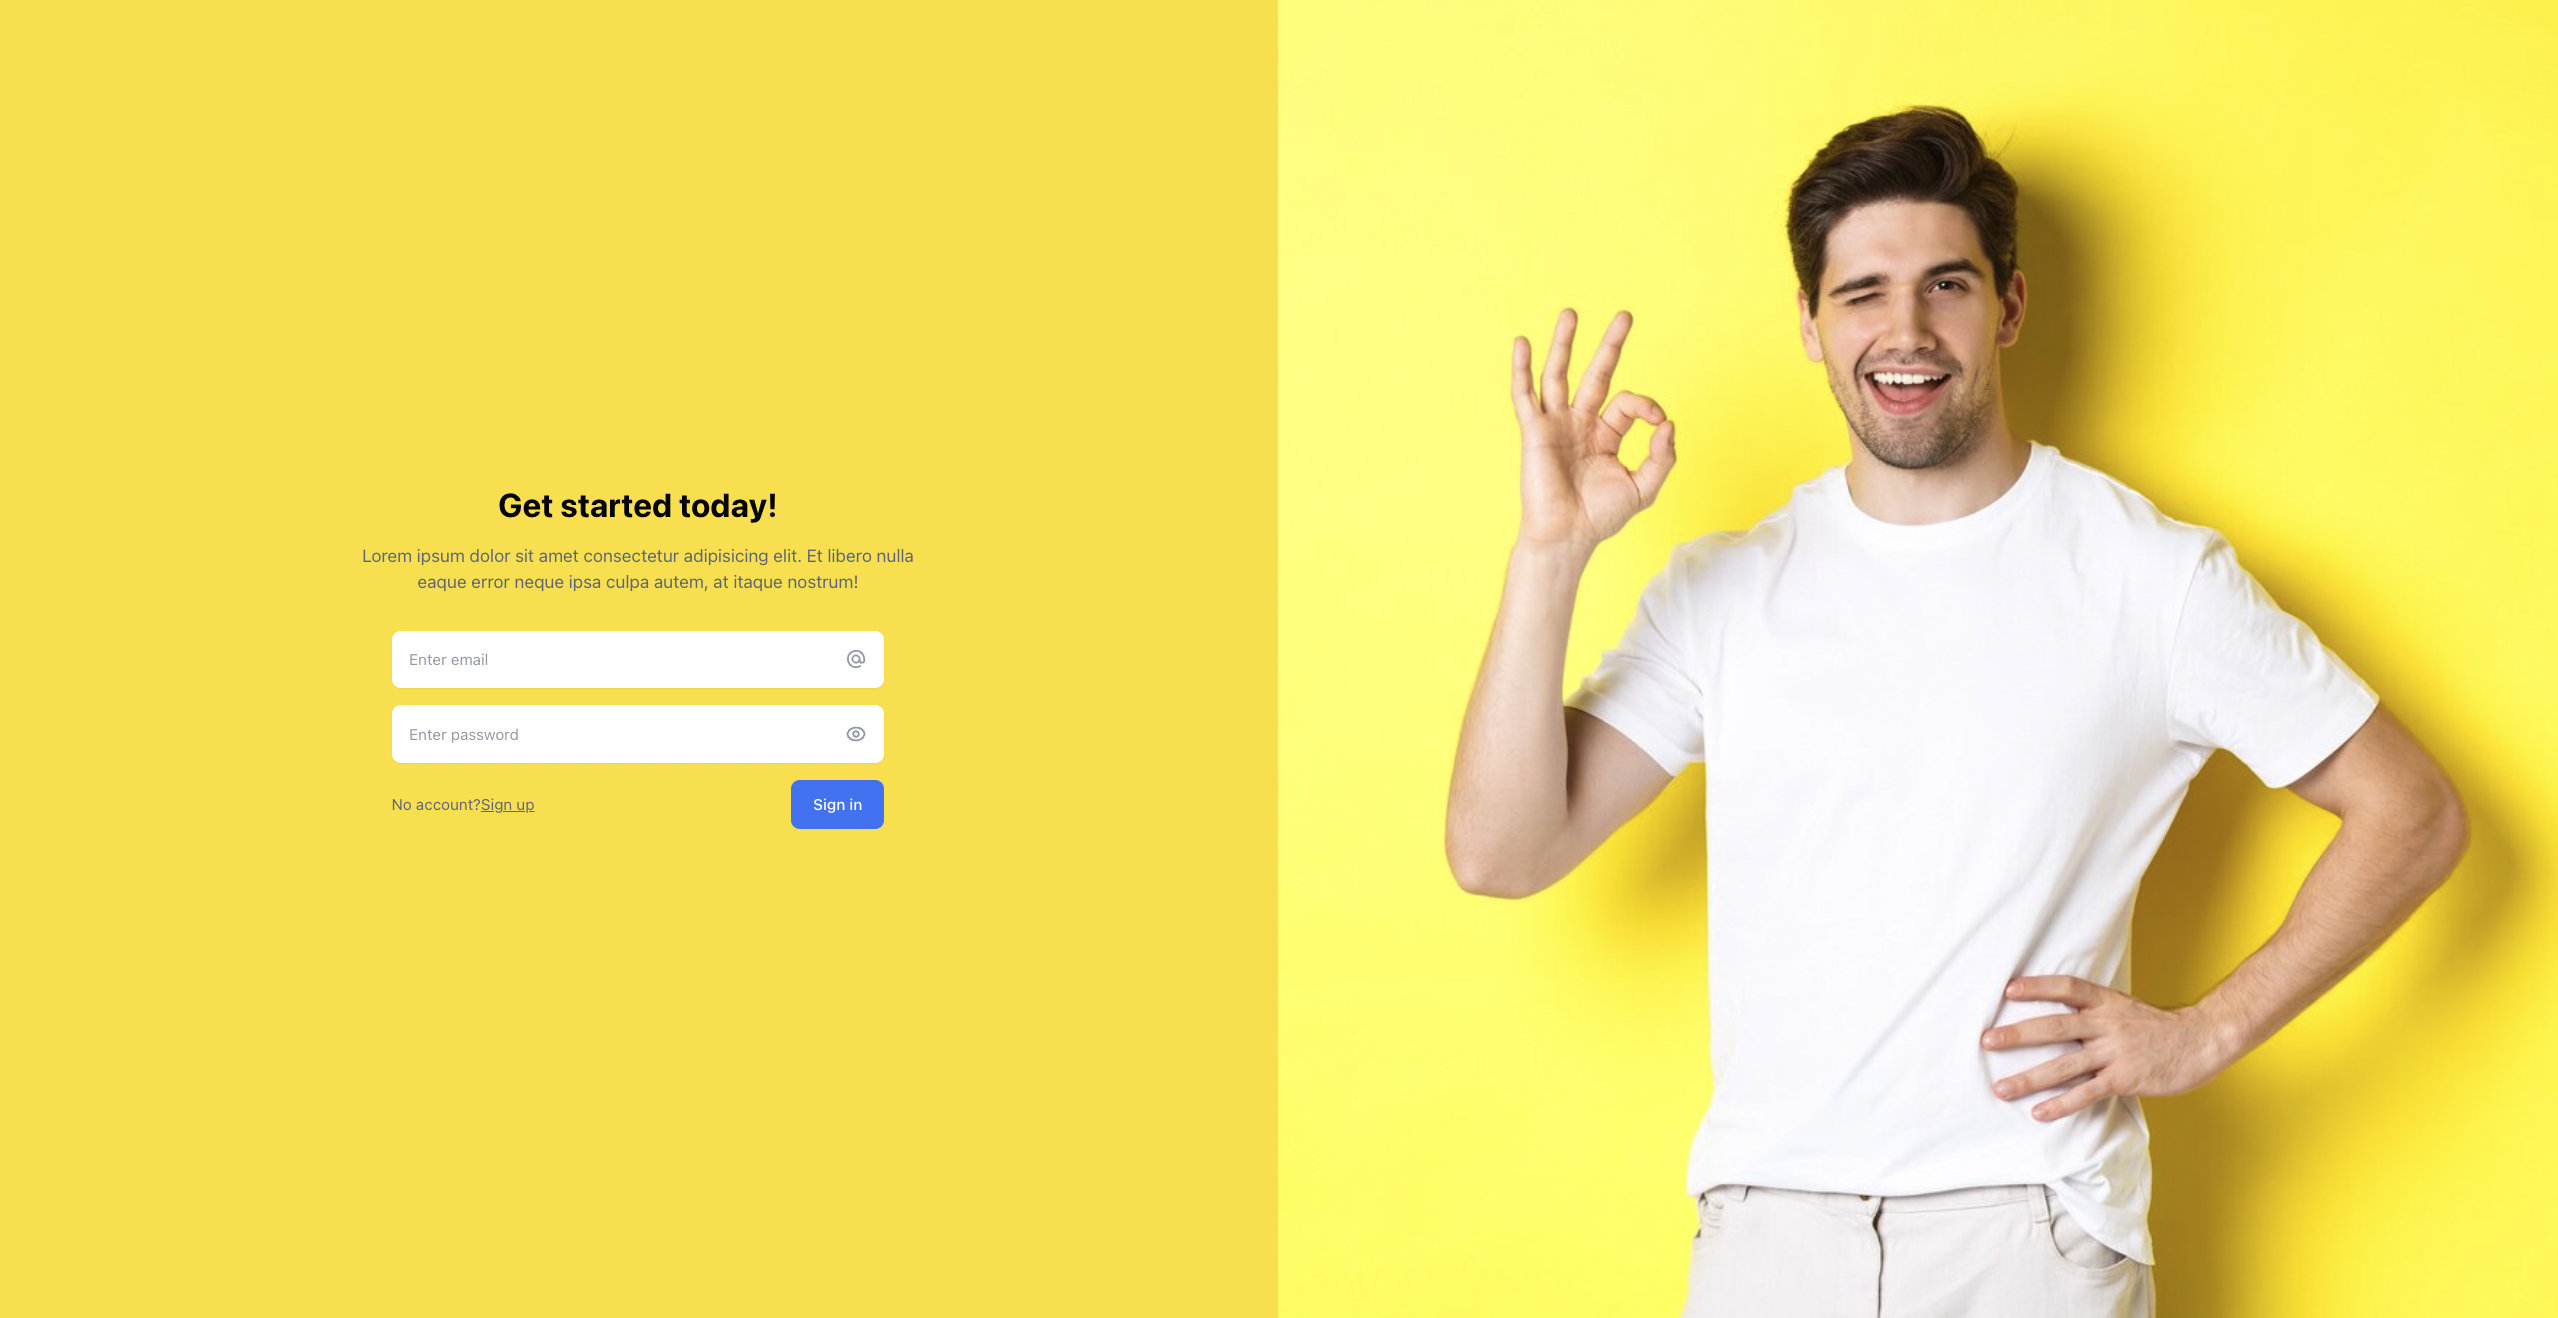 Get started today!
Lorem ipsum dolor sit amet consectetur adipisicing elit. Et libero nulla
eaque error neque ipsa culpa autem, at itaque nostrum!
Enter email
Enter password
No account?Sign up
Sign in